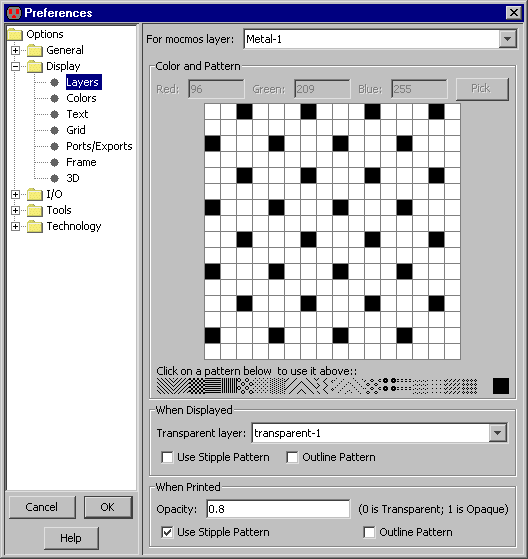 Preferences
Options
General
Display
Layers
Colors
Text
Grid
Ports/Exports
Frame
3D
I/O
Tools
Technology
Cancel
OK
Help
For mocmos layer: Metal-1
Color and Pattern
Red: 96 Green: 209 Blue: 255 Pick
Click on a pattern below to use it above::
When Displayed
Transparent layer: transparent-1
Use Stipple Pattern Outline Pattern
When Printed
Opacity: 0.8 (0 is Transparent; 1 is Opaque)
Use Stipple Pattern Outline Pattern